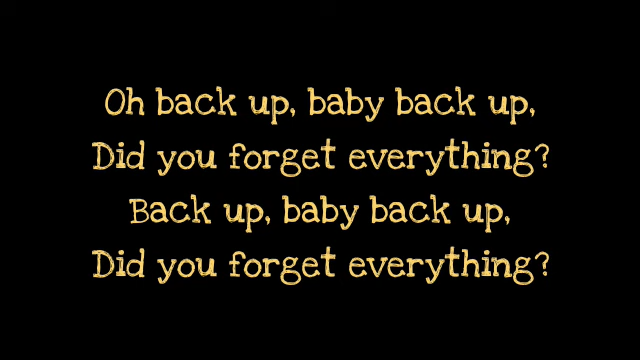 Oh back up, baby back up,
Did you forget everything?
Back up, baby back up,
Did you forget everything?